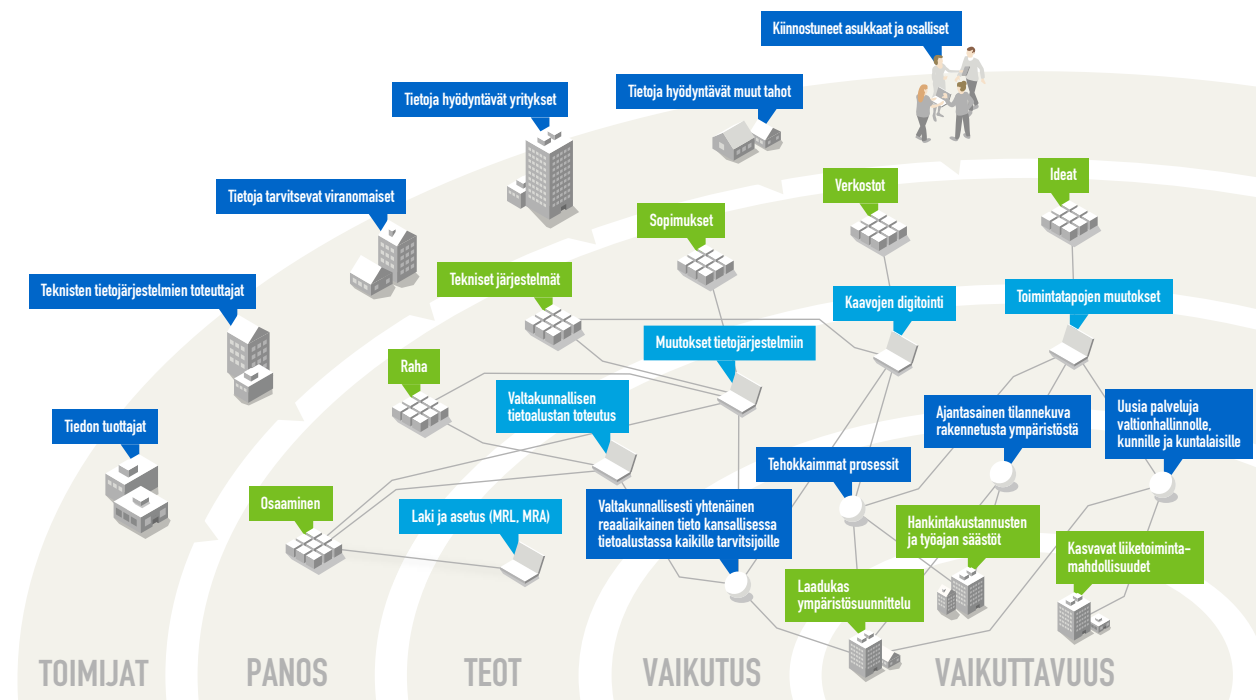 Kiinnostuneet asukkaat ja osalliset
Tietoja hyödyntävät yritykset
Tietoja hyödyntävät muut tahot
Tietoja tarvitsevat viranomaiset
Verkostot
Ideat
Sopimukset
Teknisten tietojärjestelmien toteuttajat
Tekniset järjestelmät
Kaavojen digitointi
Toimintatapojen muutokset
Muutokset tietojärjestelmiin
Raha
Valtakunnallisen
tietoalustan toteutus
Tiedon tuottajat
Ajantasainen tilannekuva
rakennetusta ympäristöstä
Uusia palveluja
valtionhallinnolle,
kunnille ja kuntalaisille
Tehokkaimmat prosessit
Osaaminen
Laki ja asetus (MRL, MRA)
Valtakunnallisesti yhtenäinen
reaaliaikainen tieto kansallisessa
tietoalustassa kaikille tarvitsijoille
Hankintakustannusten
ja työajan säästöt
Kasvavat liiketoiminta-
mahdollisuudet
Laadukas
ympäristösuunnittelu
TOIMIJAT
PANOS
TEOT
VAIKUTUS
VAIKUTTAVUUS